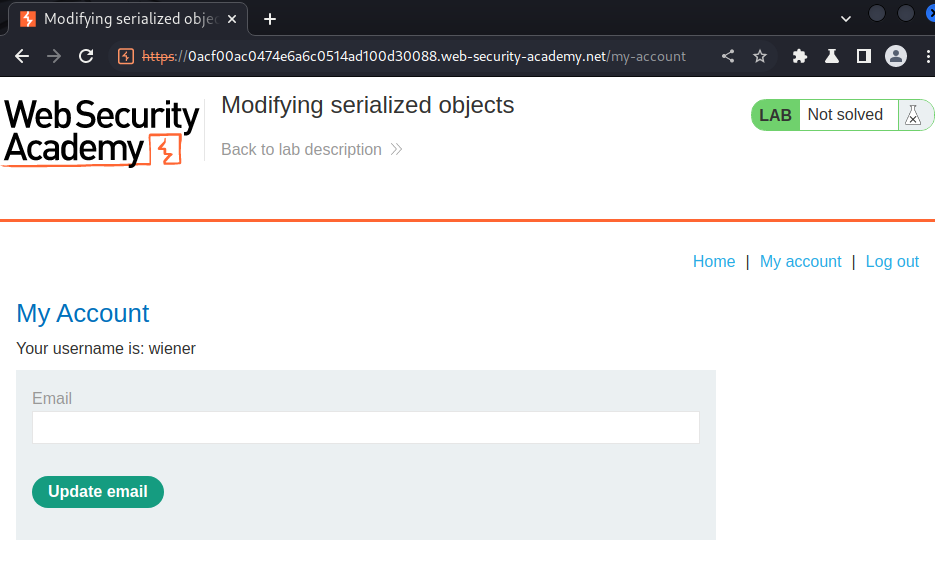 Modifying serialized obje
https://0acf00ac0474e6a6c0514ad100d30088.web-security-academy.net/my-account
Web Security
Academy
Modifying serialized objects
Back to lab description
LAB Not solved
Home | My account | Log out
My Account
Your username is: wiener
Email
Update email